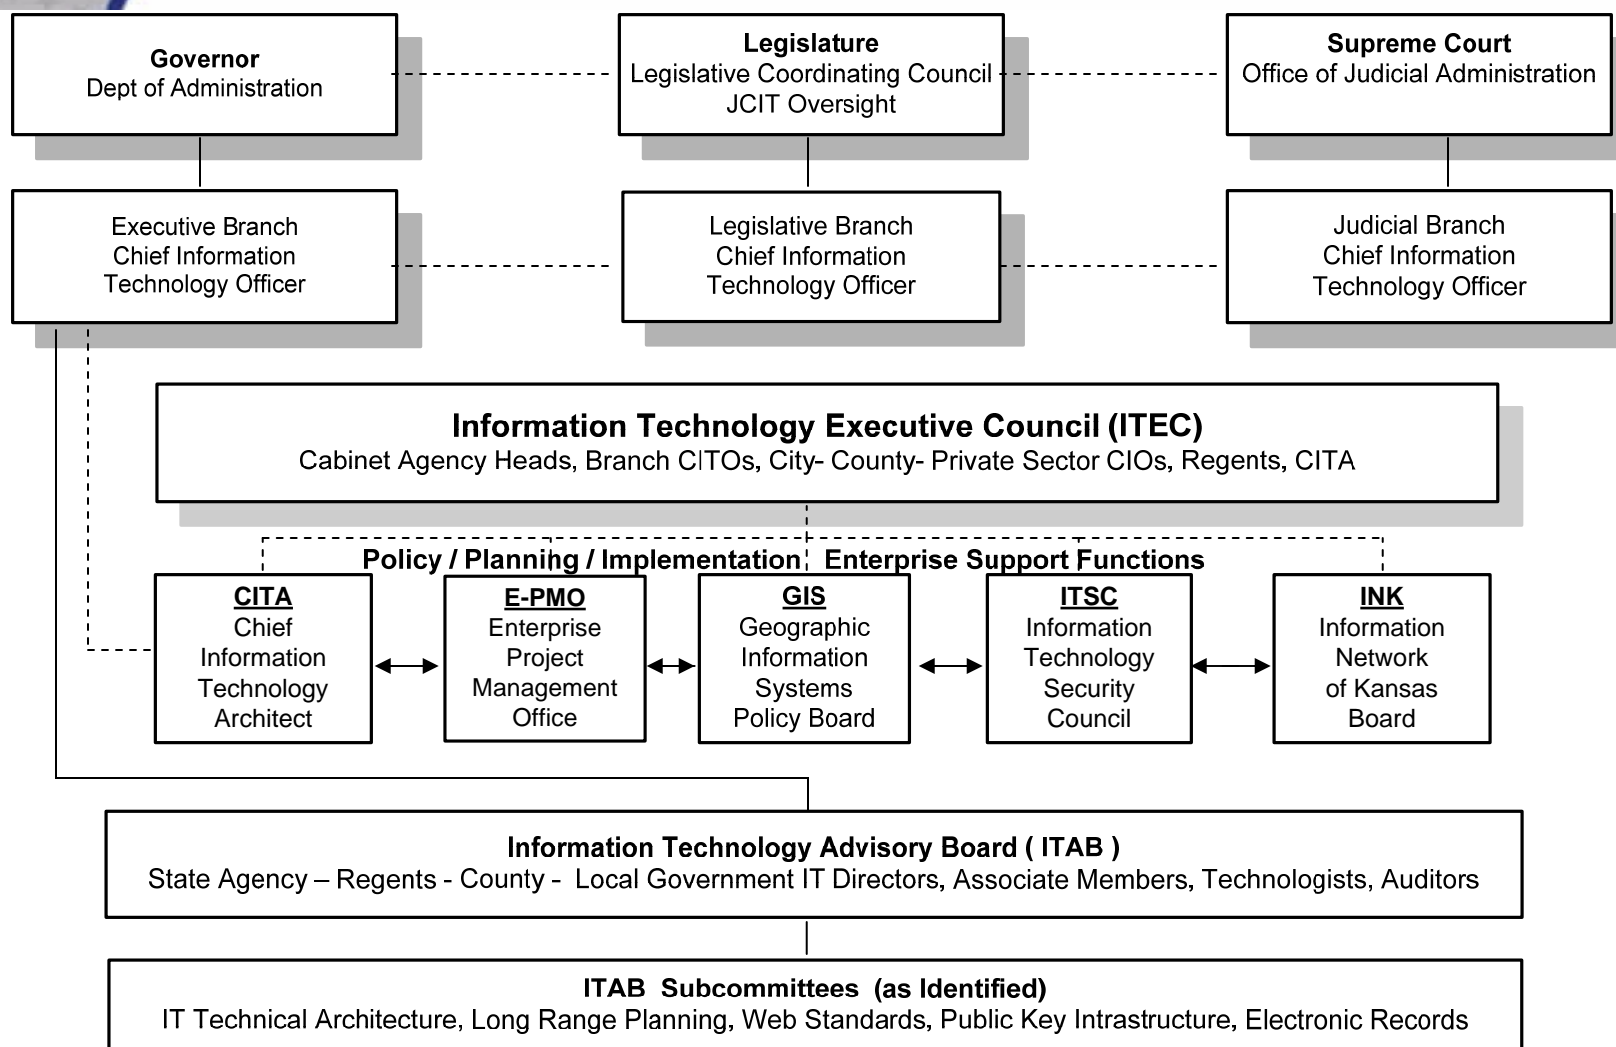 Governor
Dept of Administration
Legislature
Legislative Coordinating Council
JCIT Oversight
Supreme Court
Office of Judicial Administration
Executive Branch
Chief Information
Technology Officer
Legislative Branch
Chief Information
Technology Officer
Judicial Branch
Chief Information
Technology Officer
Information Technology Executive Council (ITEC)
Cabinet Agency Heads, Branch CITOs, City- County- Private Sector CIOs, Regents, CITA
Policy / Planning / Implementation Enterprise Support Functions
CITA
Chief
Information
Technology
Architect
E-PMO
Enterprise
Project
Management
Office
GIS
Geographic
Information
Systems
Policy Board
ITSC
Information
Technology
Security
Council
INK
Information
Network
of Kansas
Board
Information Technology Advisory Board ( ITAB )
State Agency – Regents - County - Local Government IT Directors, Associate Members, Technologists, Auditors
ITAB Subcommittees (as Identified)
IT Technical Architecture, Long Range Planning, Web Standards, Public Key Intrastructure, Electronic Records